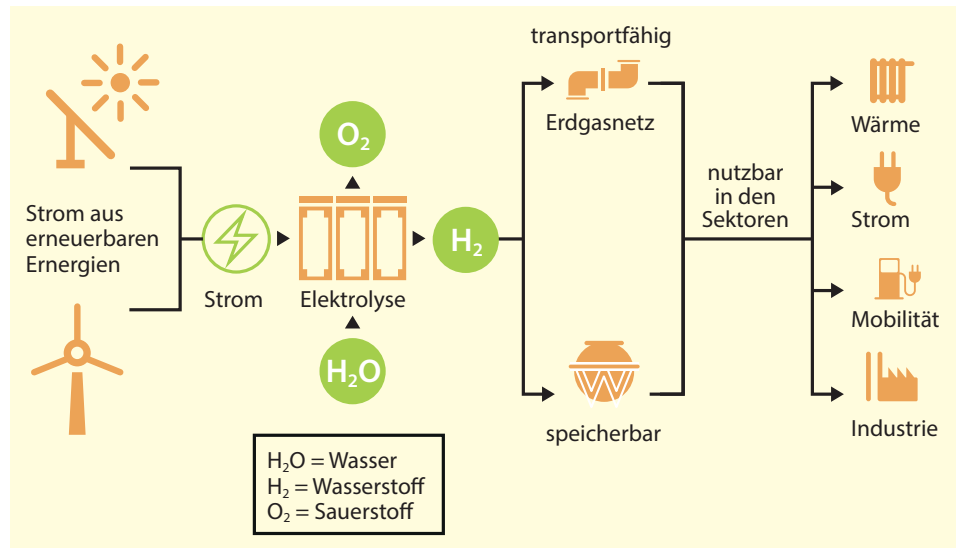 transportfähig
Erdgasnetz
Strom aus
erneuerbaren
Ernergien
Strom
O₂
Elektrolyse
H₂O
H₂
speicherbar
nutzbar
in den
Sektoren
Wärme
Strom
Mobilität
Industrie
H₂O = Wasser
H₂ = Wasserstoff
O₂ = Sauerstoff